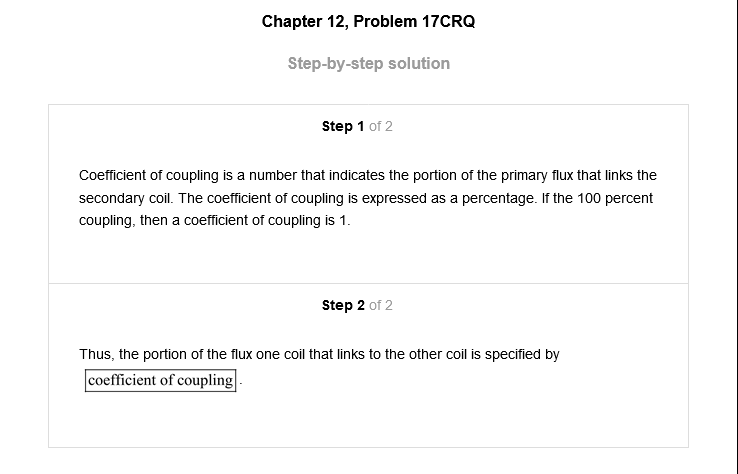 Chapter 12, Problem 17CRQ
Step-by-step solution
Step 1 of 2
Coefficient of coupling is a number that indicates the portion of the primary flux that links the
secondary coil. The coefficient of coupling is expressed as a percentage. If the 100 percent
coupling, then a coefficient of coupling is 1.
Step 2 of 2
Thus, the portion of the flux one coil that links to the other coil is specified by
coefficient of coupling.